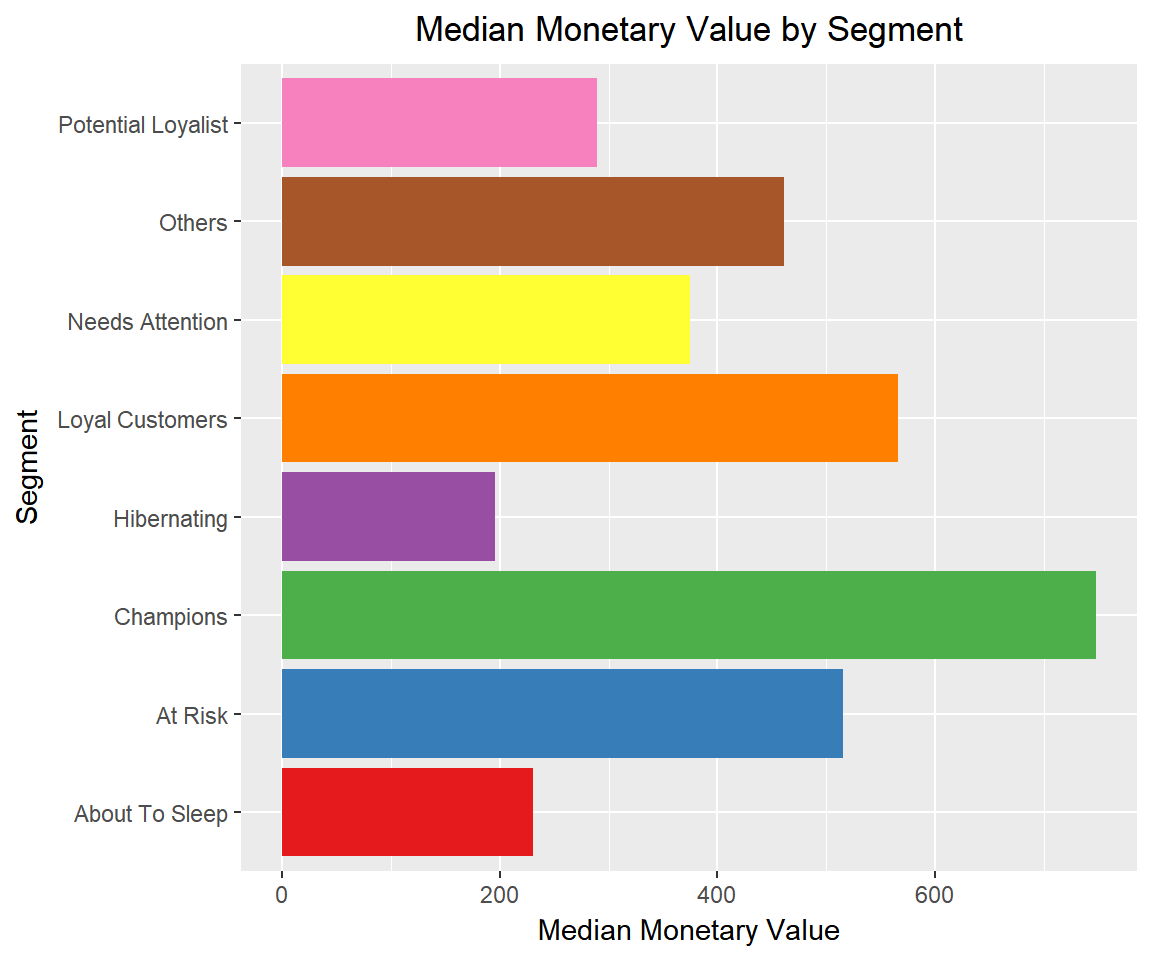 Median Monetary Value by Segment
Potential Loyalist
Others
Needs Attention
Loyal Customers
Hibernating
Champions
At Risk
About To Sleep
Segment
0 200 400 600
Median Monetary Value